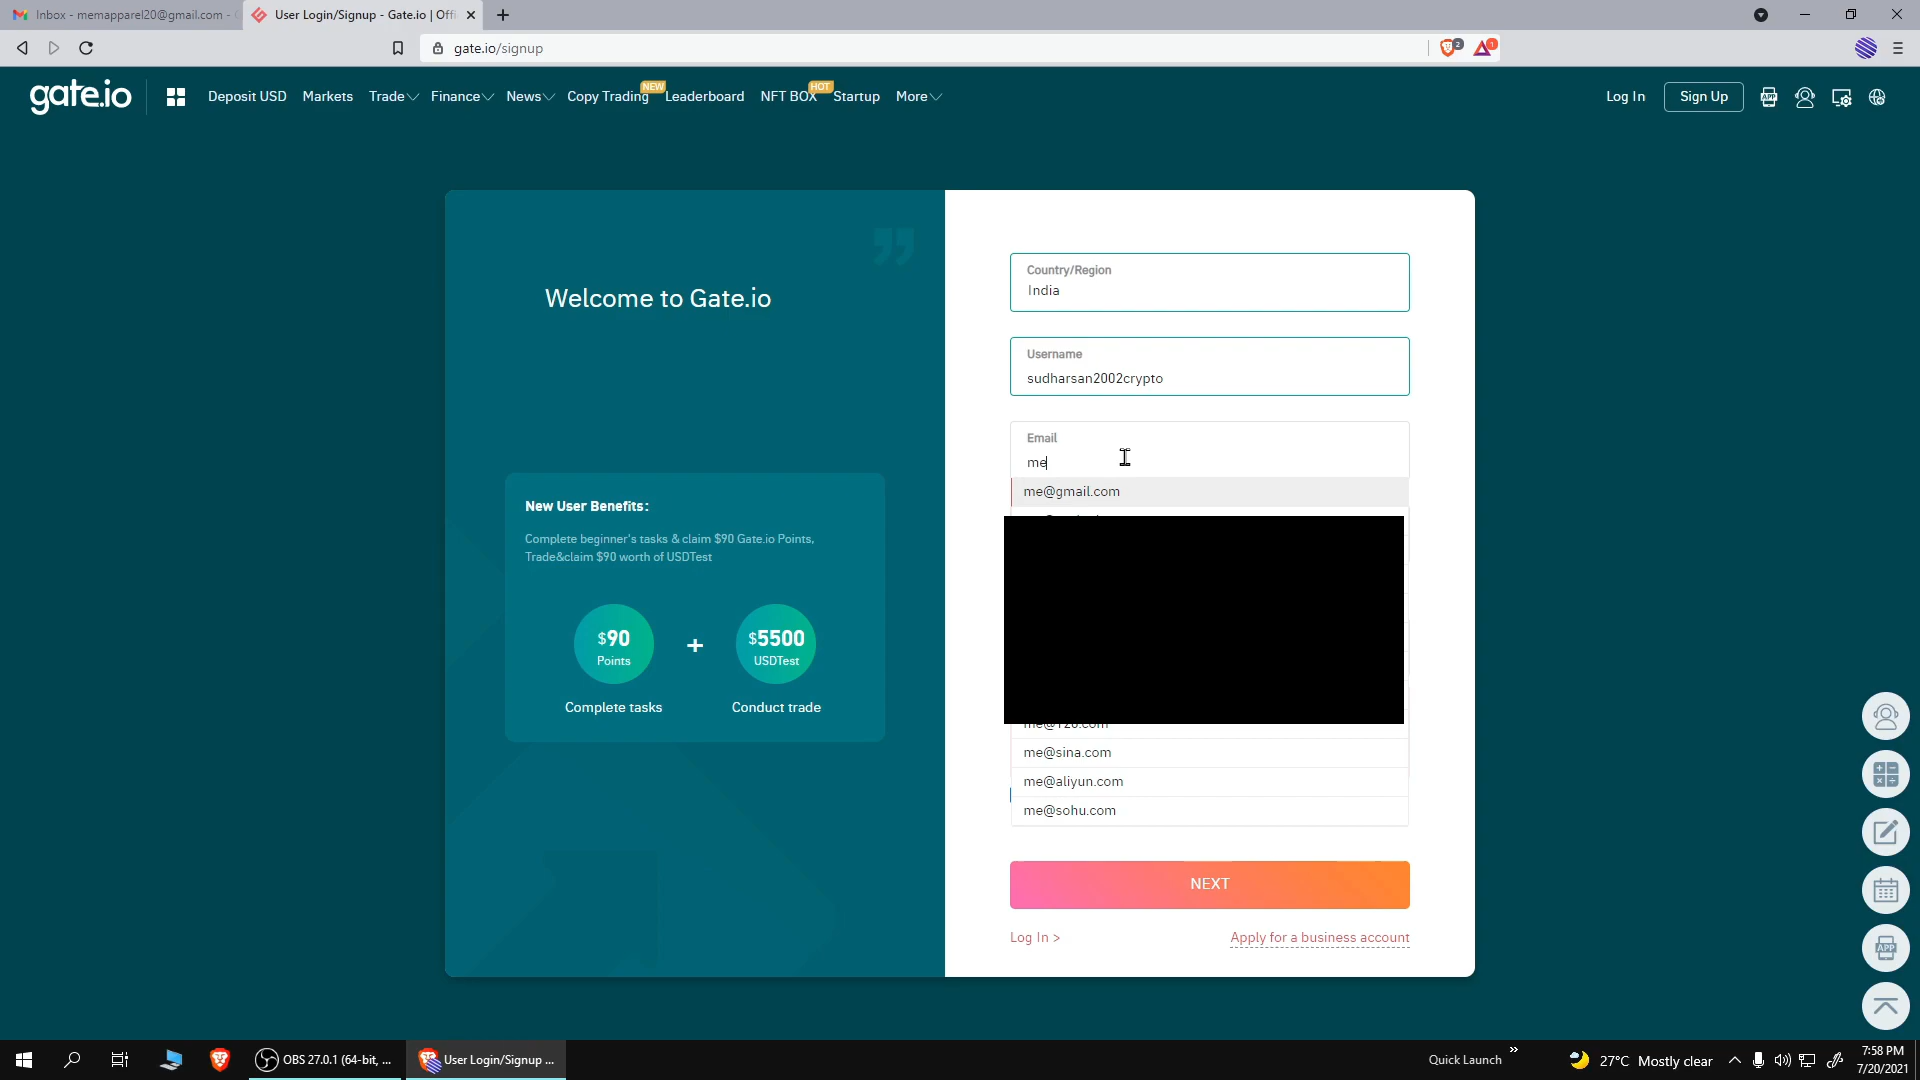 Inbox - memapparel20@gmail.com -
User Login/Signup - Gate.io | Offi
gate.io/signup
2
1
gate.io
Deposit USD
Markets
Trade
Finance
News
Copy Trading
NEW
Leaderboard
NFT BOX
HOT
Startup
More
Log In
Sign Up
APP
Welcome to Gate.io
New User Benefits:
Complete beginner's tasks & claim $90 Gate.io Points,
Trade&claim $90 worth of USDTest
$90
Points
+
$5500
USDTest
Complete tasks
Conduct trade
Country/Region
India
Username
sudharsan2002crypto
Email
me
me@gmail.com
me@sina.com
me@aliyun.com
me@sohu.com
NEXT
Log In >
Apply for a business account
APP
OBS 27.0.1 (64-bit, ...
User Login/Signup ...
Quick Launch
27°C Mostly clear
7:58 PM
7/20/2021